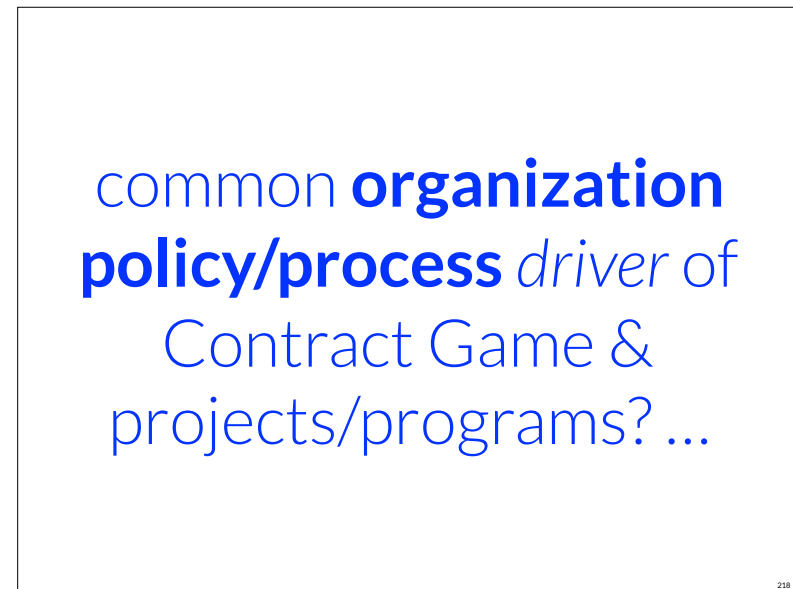 common organization
policy/process driver of
Contract Game &
projects/programs? ...
218